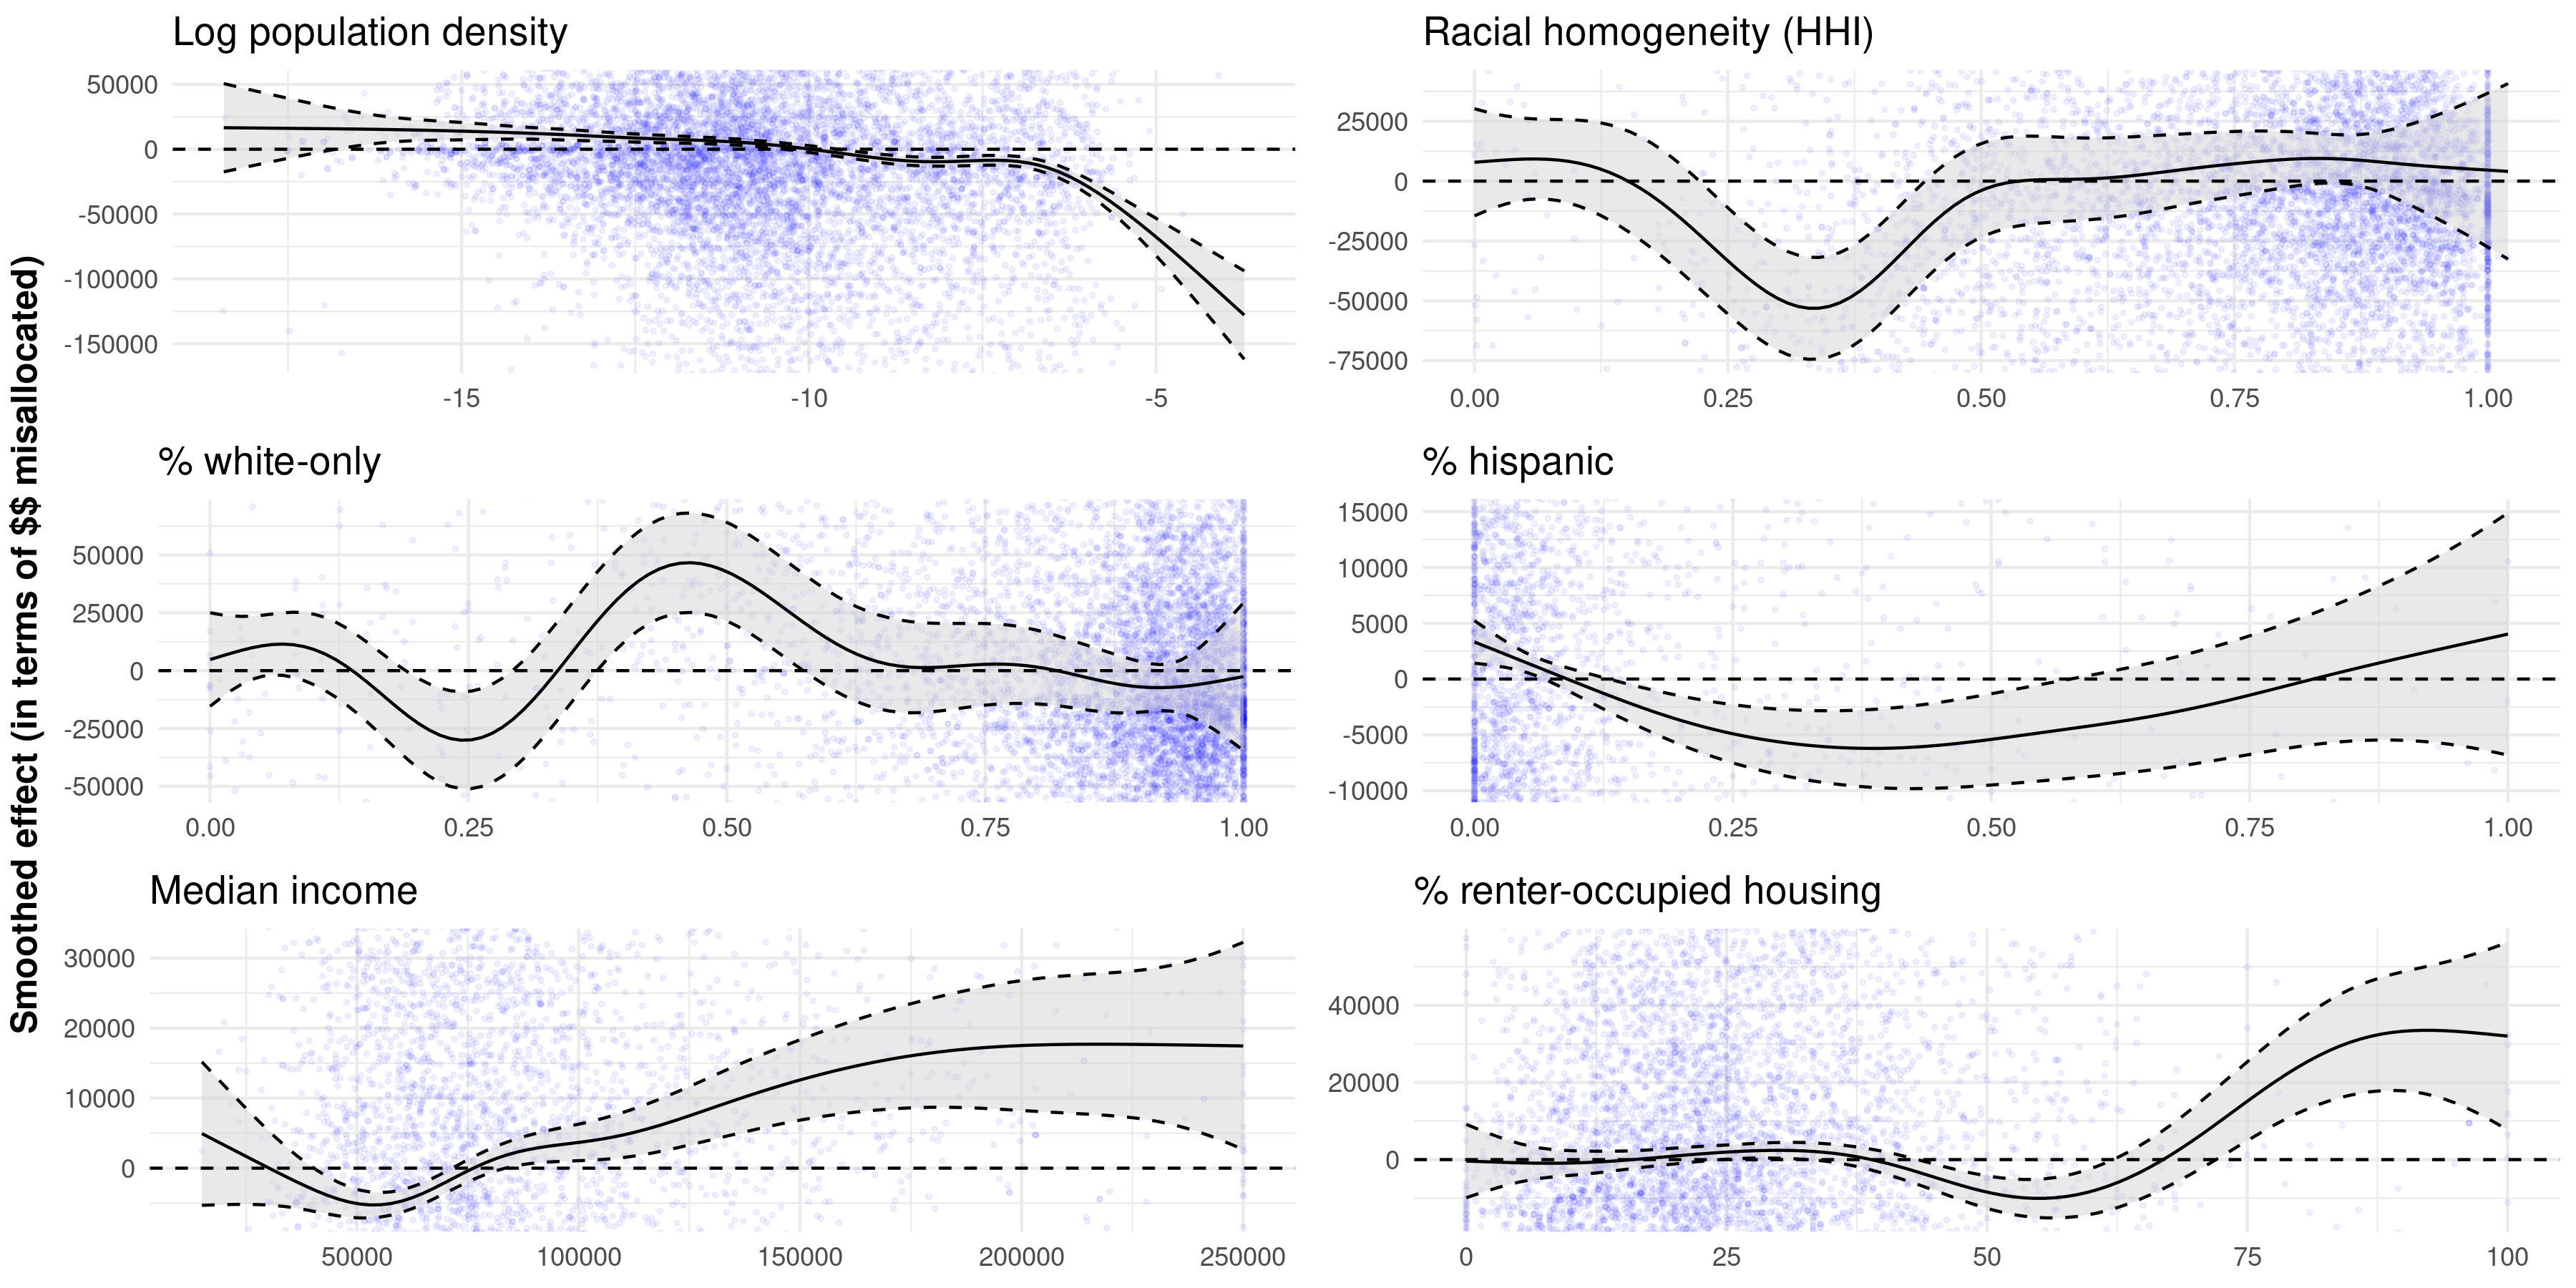 Smoothed effect (in terms of $$ misallocated)
Log population density
50000
0
-50000
-100000
-150000
-15 -10 -5
Racial homogeneity (HHI)
25000
0
-25000
-50000
-75000
0.00 0.25 0.50 0.75 1.00
% white-only
50000
25000
0
-25000
-50000
0.00 0.25 0.50 0.75 1.00
% hispanic
15000
10000
5000
0
-5000
-10000
0.00 0.25 0.50 0.75 1.00
Median income
30000
20000
10000
0
50000 100000 150000 200000 250000
% renter-occupied housing
40000
20000
0
0 25 50 75 100